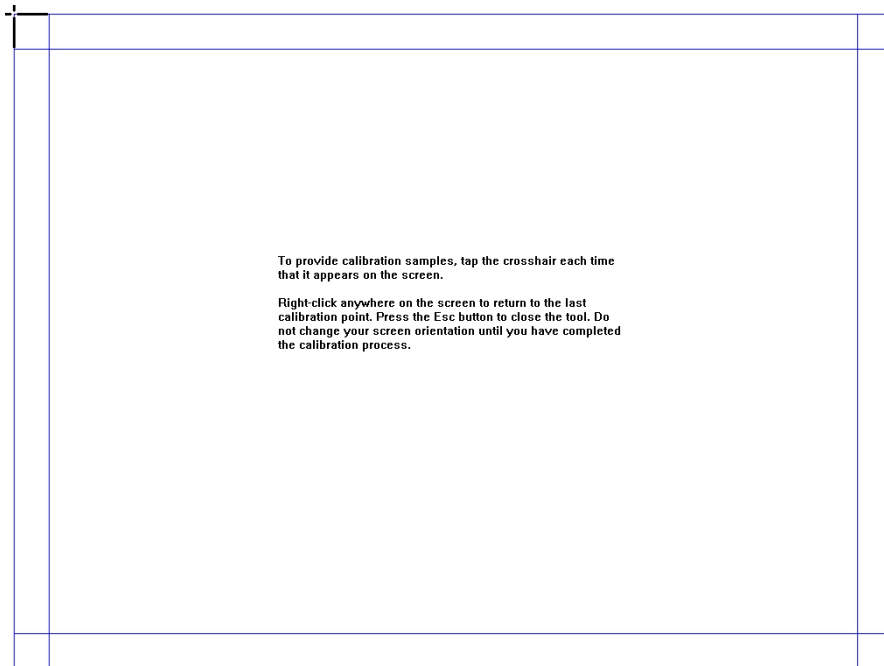 To provide calibration samples, tap the crosshair each time
that it appears on the screen.
Right-click anywhere on the screen to return to the last
calibration point. Press the Esc button to close the tool. Do
not change your screen orientation until you have completed
the calibration process.